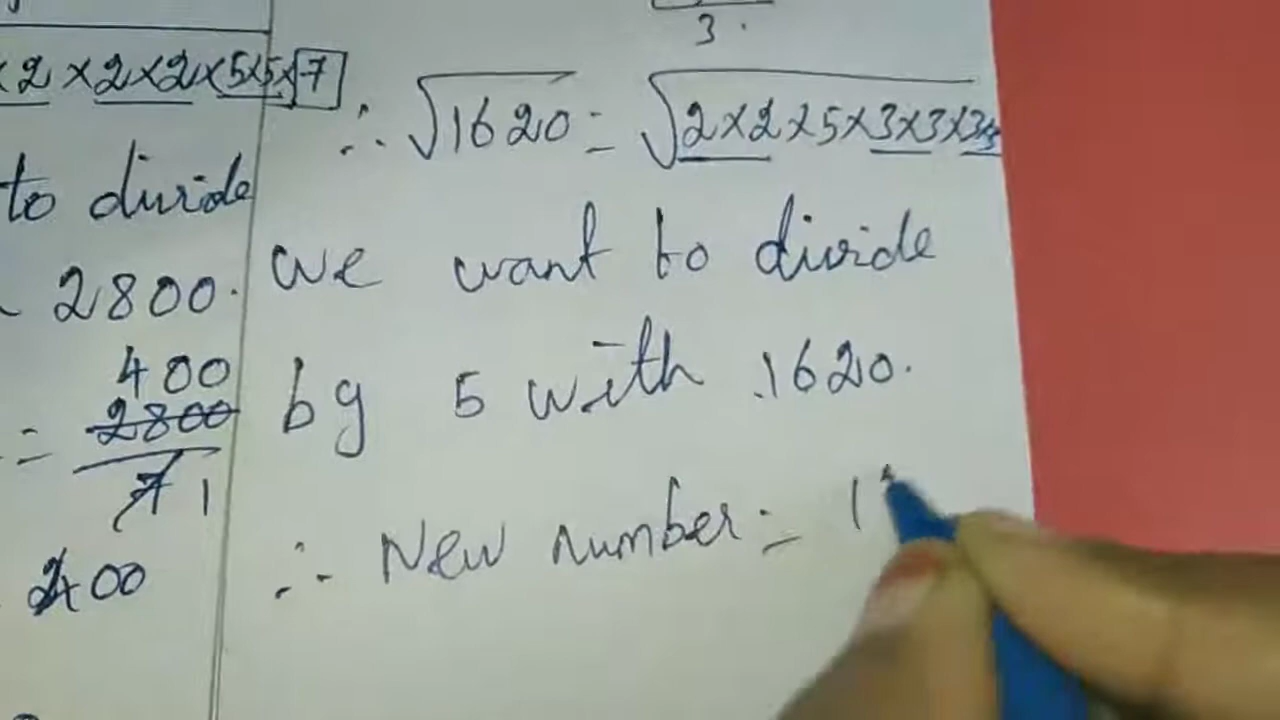 ×2×2×2×5×5×7
to divide
2800.
400
= 2800
7 1
400
3.
∴ √1620 = √2×2×5×3×3×3×3
we want to divide
by 5 with 1620.
∴ New number = 1